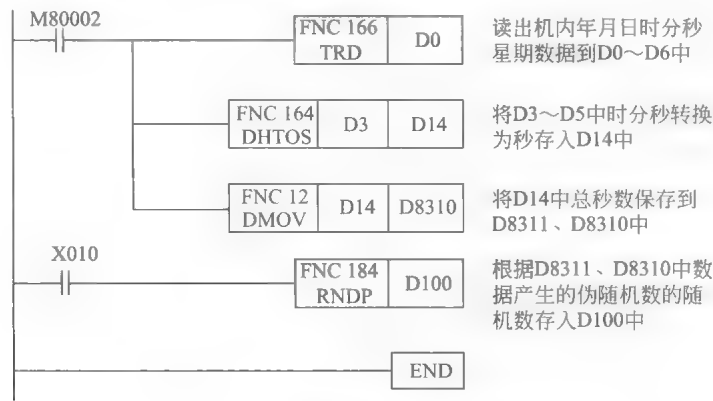 M80002
FNC 166
TRD
D0
读出机内年月日时分秒
星期数据到D0～D6中
FNC 164
DHTOS
D3
D14
将D3～D5中时分秒转换
为秒存入D14中
FNC 12
DMOV
D14
D8310
将D14中总秒数保存到
D8311、D8310中
X010
FNC 184
RNDP
D100
根据D8311、D8310中数
据产生的伪随机数的随
机数存入D100中
END